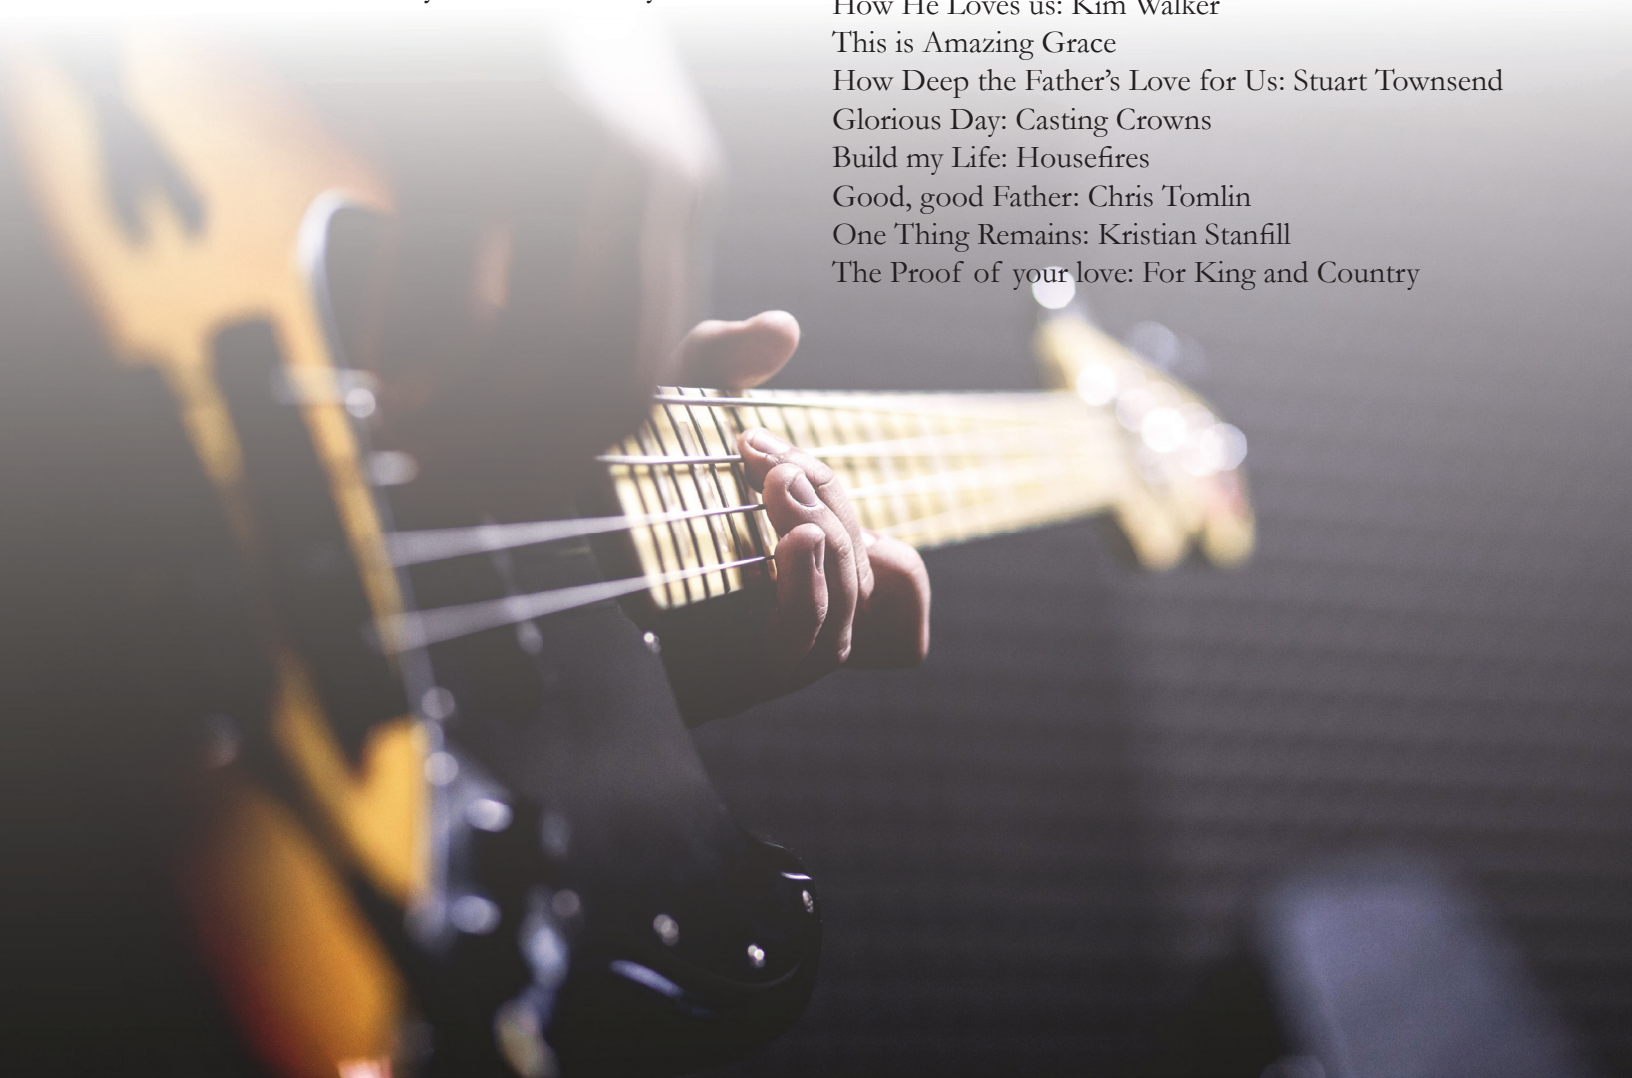 How He Loves us: Kim Walker
This is Amazing Grace
How Deep the Father’s Love for Us: Stuart Townsend
Glorious Day: Casting Crowns
Build my Life: Housefires
Good, good Father: Chris Tomlin
One Thing Remains: Kristian Stanfill
The Proof of your love: For King and Country